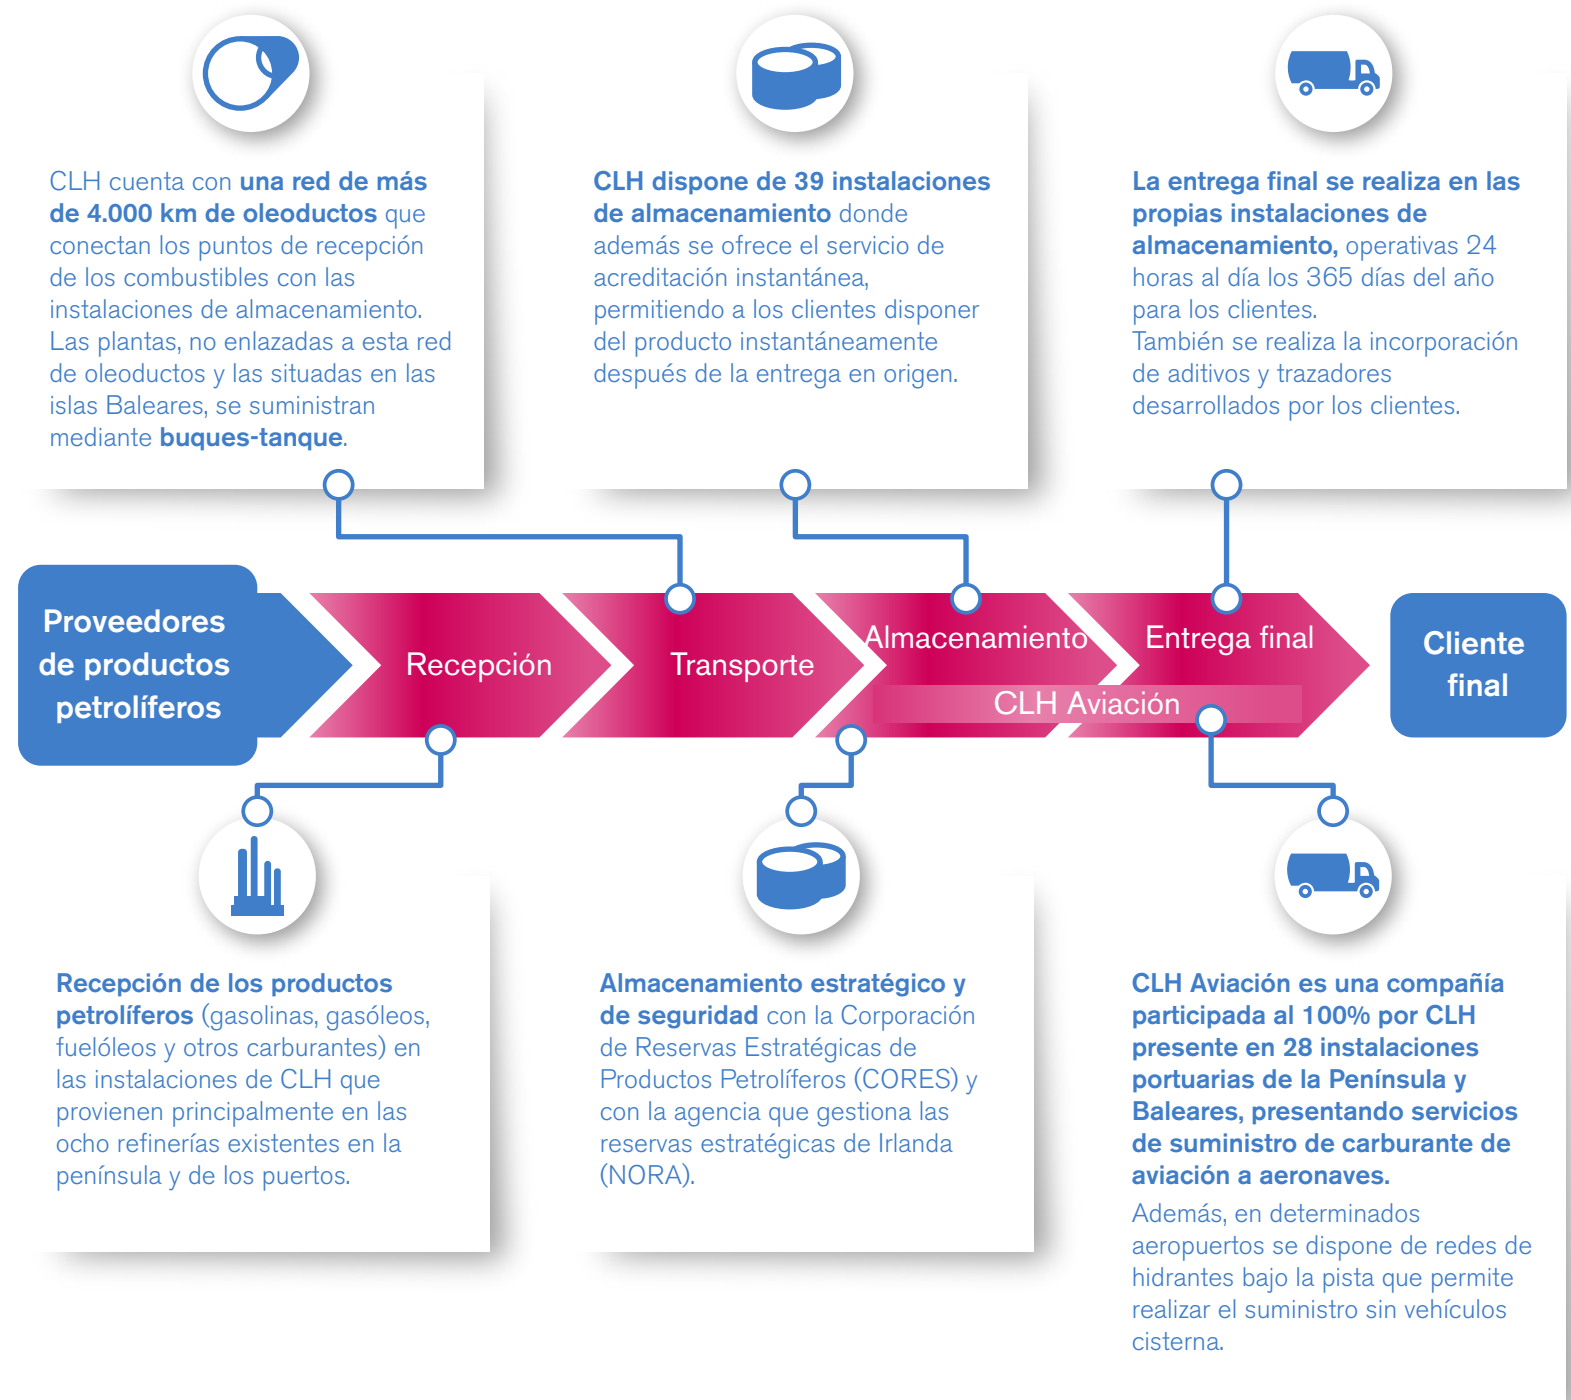 CLH cuenta con una red de más
de 4.000 km de oleoductos que
conectan los puntos de recepción
de los combustibles con las
instalaciones de almacenamiento.
Las plantas, no enlazadas a esta red
de oleoductos y las situadas en las
islas Baleares, se suministran
mediante buques-tanque.
CLH dispone de 39 instalaciones
de almacenamiento donde
además se ofrece el servicio de
acreditación instantánea,
permitiendo a los clientes disponer
del producto instantáneamente
después de la entrega en origen.
La entrega final se realiza en las
propias instalaciones de
almacenamiento, operativas 24
horas al día los 365 días del año
para los clientes.
También se realiza la incorporación
de aditivos y trazadores
desarrollados por los clientes.
Proveedores
de productos
petrolíferos
Recepción
Transporte
Almacenamiento
Entrega final
CLH Aviación
Cliente
final
Recepción de los productos
petrolíferos (gasolinas, gasóleos,
fuelóleos y otros carburantes) en
las instalaciones de CLH que
provienen principalmente en las
ocho refinerías existentes en la
península y de los puertos.
Almacenamiento estratégico y
de seguridad con la Corporación
de Reservas Estratégicas de
Productos Petrolíferos (CORES) y
con la agencia que gestiona las
reservas estratégicas de Irlanda
(NORA).
CLH Aviación es una compañía
participada al 100% por CLH
presente en 28 instalaciones
portuarias de la Península y
Baleares, presentando servicios
de suministro de carburante de
aviación a aeronaves.
Además, en determinados
aeropuertos se dispone de redes de
hidrantes bajo la pista que permite
realizar el suministro sin vehículos
cisterna.